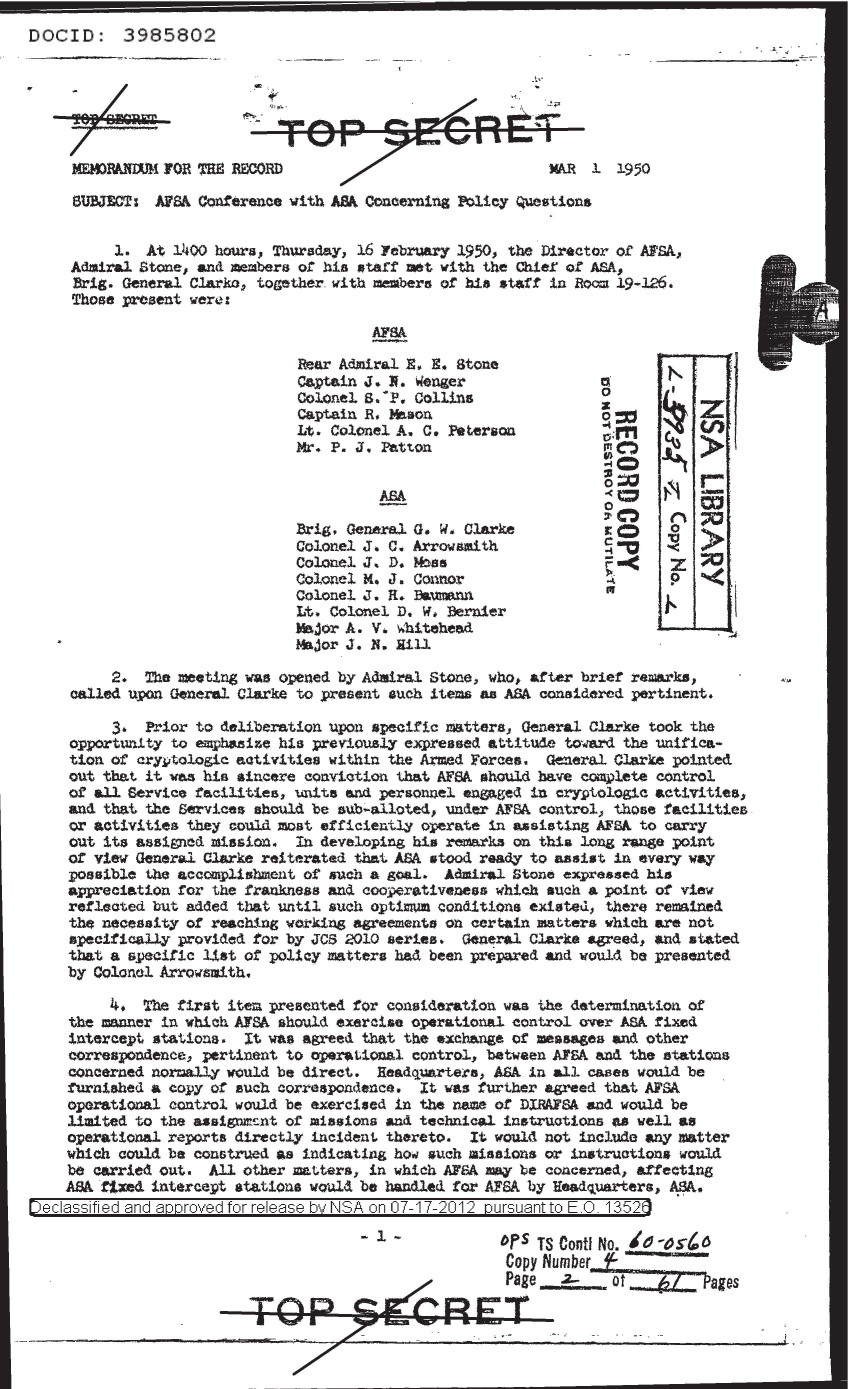 DOCID: 3985802
TOP SECRET
TOP SECRET
MEMORANDUM FOR THE RECORD
MAR 1 1950
SUBJECT: AFSA Conference with ASA Concerning Policy Questions
1. At 1400 hours, Thursday, 16 February 1950, the Director of AFSA,
Admiral Stone, and members of his staff met with the Chief of ASA,
Brig. General Clarke, together with members of his staff in Room 19-126.
Those present were:
AFSA
Rear Admiral E. E. Stone
Captain J. N. Wenger
Colonel S. P. Collins
Captain R. Mason
Lt. Colonel A. C. Peterson
Mr. P. J. Patton
ASA
Brig. General G. W. Clarke
Colonel J. C. Arrowsmith
Colonel J. D. Moss
Colonel M. J. Connor
Colonel J. H. Baumann
Lt. Colonel D. W. Bernier
Major A. V. Whitehead
Major J. N. Hill
RECORD COPY
DO NOT DESTROY OR MUTILATE
NSA LIBRARY
Copy No.
A
2. The meeting was opened by Admiral Stone, who, after brief remarks,
called upon General Clarke to present such items as ASA considered pertinent.
3. Prior to deliberation upon specific matters, General Clarke took the
opportunity to emphasize his previously expressed attitude toward the unifica-
tion of cryptologic activities within the Armed Forces. General Clarke pointed
out that it was his sincere conviction that AFSA should have complete control
of all Service facilities, units and personnel engaged in cryptologic activities,
and that the Services should be sub-alloted, under AFSA control, those facilities
or activities they could most efficiently operate in assisting AFSA to carry
out its assigned mission. In developing his remarks on this long range point
of view General Clarke reiterated that ASA stood ready to assist in every way
possible the accomplishment of such a goal. Admiral Stone expressed his
appreciation for the frankness and cooperativeness which such a point of view
reflected but added that until such optimum conditions existed, there remained
the necessity of reaching working agreements on certain matters which are not
specifically provided for by JCS 2010 series. General Clarke agreed, and stated
that a specific list of policy matters had been prepared and would be presented
by Colonel Arrowsmith.
4. The first item presented for consideration was the determination of
the manner in which AFSA should exercise operational control over ASA fixed
intercept stations. It was agreed that the exchange of messages and other
correspondence, pertinent to operational control, between AFSA and the stations
concerned normally would be direct. Headquarters, ASA in all cases would be
furnished a copy of such correspondence. It was further agreed that AFSA
operational control would be exercised in the name of DIRAFSA and would be
limited to the assignment of missions and technical instructions as well as
operational reports directly incident thereto. It would not include any matter
which could be construed as indicating how such missions or instructions would
be carried out. All other matters, in which AFSA may be concerned, affecting
ASA fixed intercept stations would be handled for AFSA by Headquarters, ASA.
Declassified and approved for release by NSA on 07-17-2012 pursuant to E.O. 13526
- 1 -
OPS TS Contl No. 60-0560
Copy Number 4
Page 2 of 61 Pages
TOP SECRET